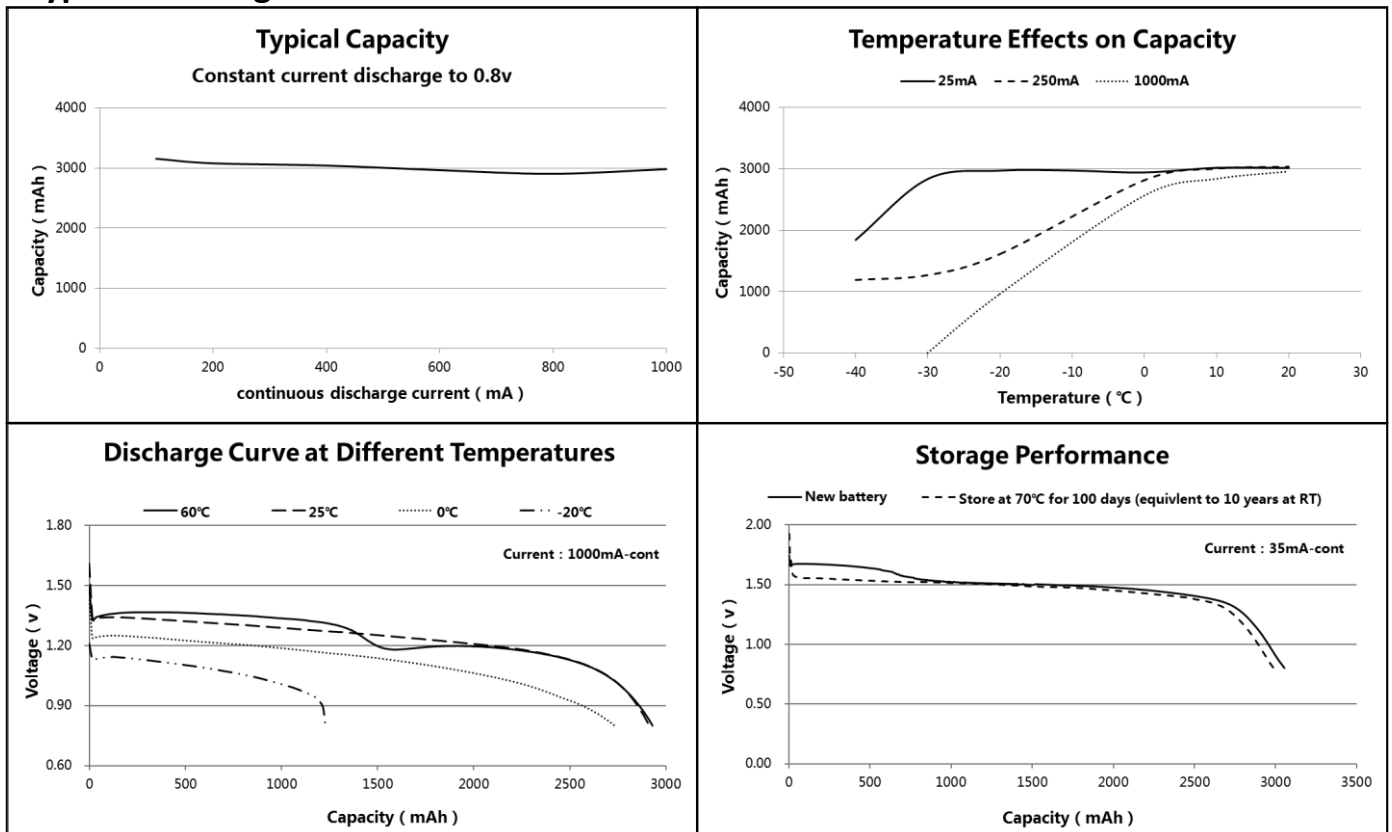 Typical Capacity
Constant current discharge to 0.8v
4000
3000
2000
1000
0
0 200 400 600 800 1000
Capacity ( mAh )
continuous discharge current ( mA )
Temperature Effects on Capacity
25mA 250mA 1000mA
4000
3000
2000
1000
0
-50 -40 -30 -20 -10 0 10 20 30
Capacity ( mAh )
Temperature ( ℃ )
Discharge Curve at Different Temperatures
60℃ 25℃ 0℃ -20℃
Current : 1000mA-cont
1.80
1.50
1.20
0.90
0.60
0 500 1000 1500 2000 2500 3000
Voltage ( v )
Capacity ( mAh )
Storage Performance
New battery Store at 70℃ for 100 days (equivlent to 10 years at RT)
Current : 35mA-cont
2.00
1.50
1.00
0.50
0.00
0 500 1000 1500 2000 2500 3000 3500
Voltage ( v )
Capacity ( mAh )